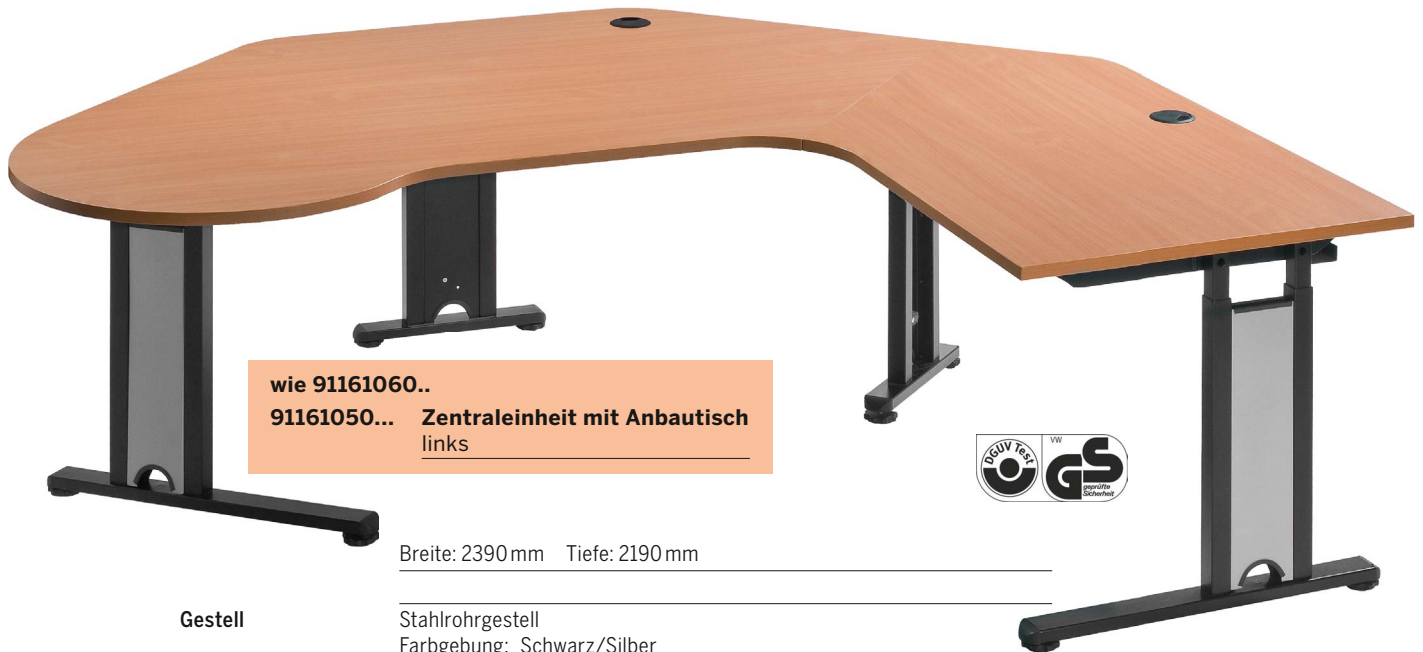 wie 91161060..
91161050... Zentraleinheit mit Anbautisch
links
DGUV Test
VW
GS
geprüfte
Sicherheit
Breite: 2390 mm Tiefe: 2190 mm
Gestell Stahlrohrgestell
Farbgebung: Schwarz/Silber